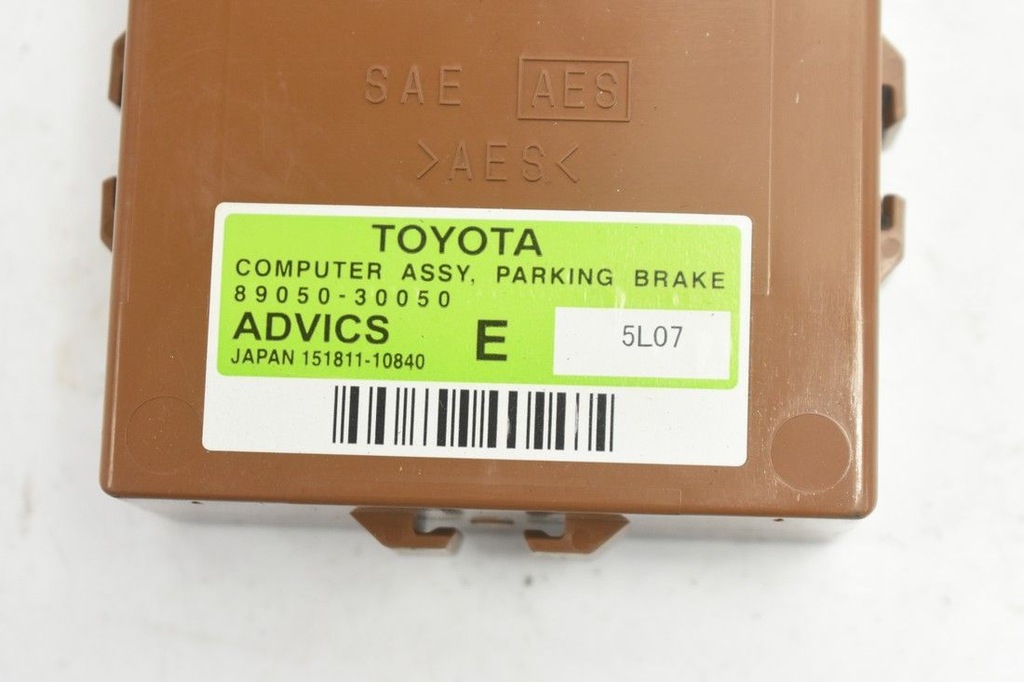 SAE AES
>AES<
TOYOTA
COMPUTER ASSY, PARKING BRAKE
89050-30050
ADVICS E 5L07
JAPAN 151811-10840